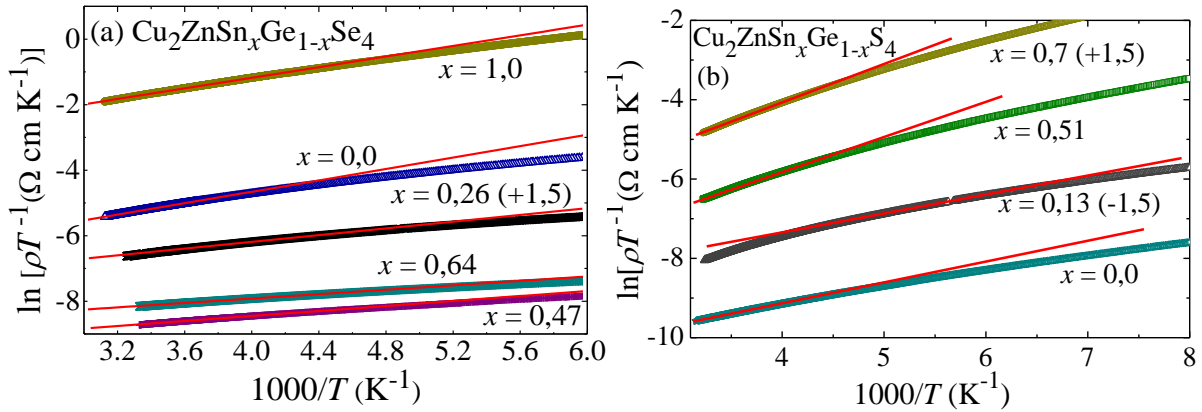 (a) Cu₂ZnSnₓGe₁₋ₓSe₄
x = 1,0
x = 0,0
x = 0,26 (+1,5)
x = 0,64
x = 0,47
0
-2
-4
-6
-8
ln [ρT⁻¹(Ω cm K⁻¹)]
3.2 3.6 4.0 4.4 4.8 5.2 5.6 6.0
1000/T (K⁻¹)
Cu₂ZnSnₓGe₁₋ₓS₄
(b)
x = 0,7 (+1,5)
x = 0,51
x = 0,13 (-1,5)
x = 0,0
-2
-4
-6
-8
-10
ln[ρT⁻¹(Ω cm K⁻¹)]
4 5 6 7 8
1000/T (K⁻¹)